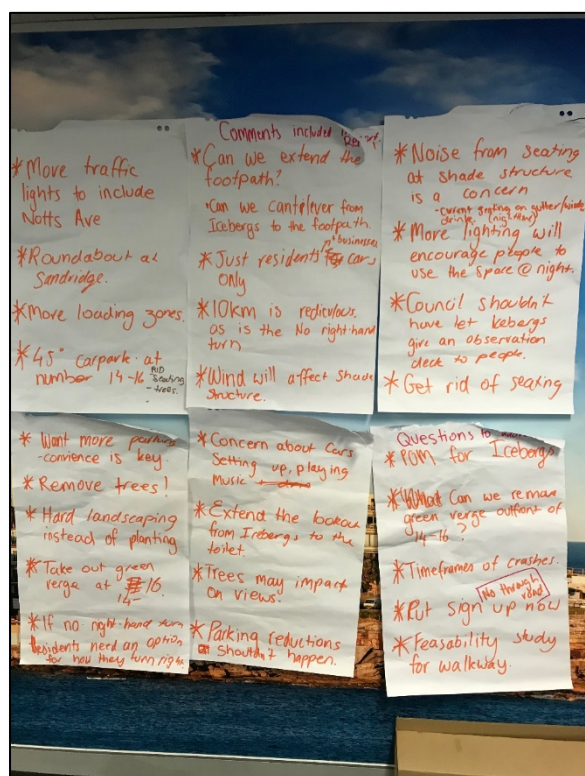 * More traffic
lights to include
Notts Ave
* Roundabout at
Sandridge.
* More loading zones.
* 45° carpark at
number 14-16 RID
Seating
- trees.
Comments included
* Can we extend the
footpath?
Can we cantilever from
Icebergs to the footpath.
n' businesses
* Just residents' cars
only
* 10km is rediculous
as is the No right-hand
turn
* Wind will affect shade
Structure.
* Noise from seating
at shade structure
is a concern
- current seating on gutter/
drinks (nighttime)
* More lighting will
encourage people to
use the space @ night.
* Council shouldn't
have let Icebergs
give an observation
deck to people.
* Get rid of seating
* Want more parking
- convience is key.
* Remove trees!
* Hard landscaping
instead of planting
* Take out green
verge at 14-16
* If no right-hand turn
Residents need an option
for how they turn right.
* Concern about Cars
Setting up, playing
Music
* Extend the lookout
from Icebergs to the
toilet.
* Trees may impact
on views.
* Parking reductions
shouldn't happen.
Questions to
* POM for Icebergs
* What Can we remove
green verge outfront of
14-16?
* Timeframes of crashes.
No through
road
* Put sign up now
* Feasability study
for walkway.